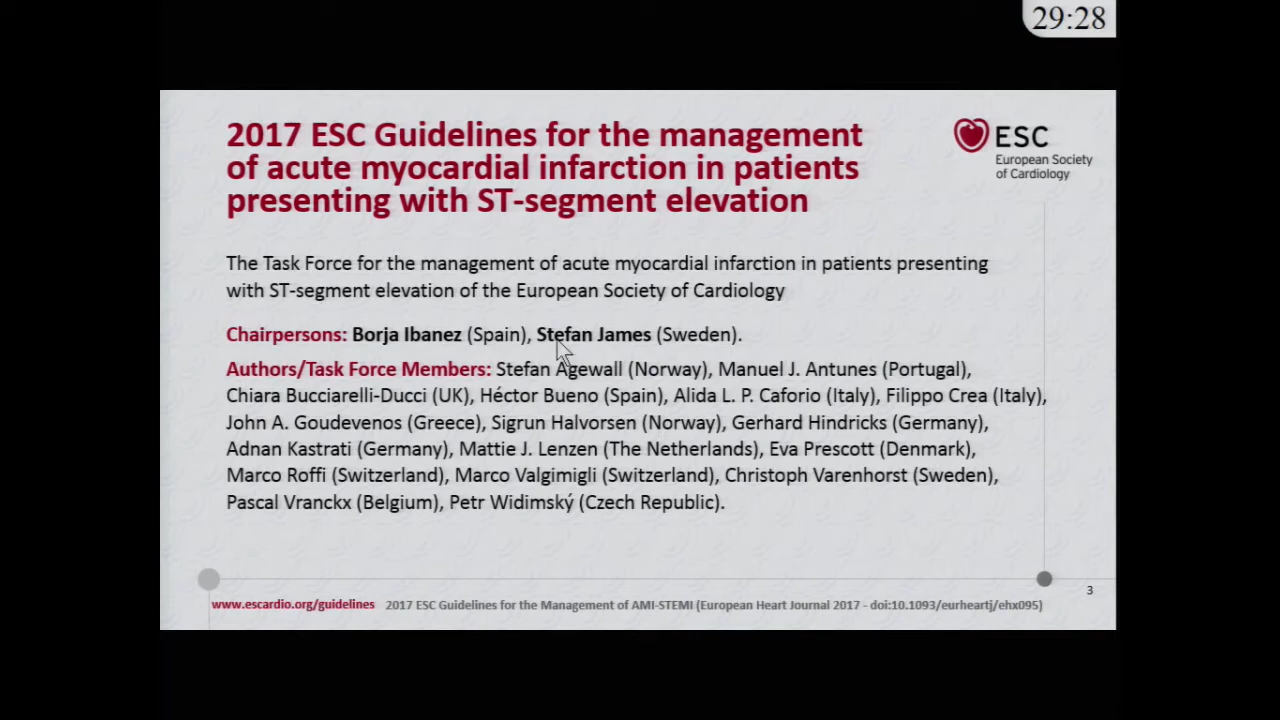 29:28
2017 ESC Guidelines for the management
of acute myocardial infarction in patients
presenting with ST-segment elevation
ESC
European Society
of Cardiology
The Task Force for the management of acute myocardial infarction in patients presenting
with ST-segment elevation of the European Society of Cardiology
Chairpersons: Borja Ibanez (Spain), Stefan James (Sweden).
Authors/Task Force Members: Stefan Agewall (Norway), Manuel J. Antunes (Portugal),
Chiara Bucciarelli-Ducci (UK), Héctor Bueno (Spain), Alida L. P. Caforio (Italy), Filippo Crea (Italy),
John A. Goudevenos (Greece), Sigrun Halvorsen (Norway), Gerhard Hindricks (Germany),
Adnan Kastrati (Germany), Mattie J. Lenzen (The Netherlands), Eva Prescott (Denmark),
Marco Roffi (Switzerland), Marco Valgimigli (Switzerland), Christoph Varenhorst (Sweden),
Pascal Vranckx (Belgium), Petr Widimský (Czech Republic).
3
www.escardio.org/guidelines 2017 ESC Guidelines for the Management of AMI-STEMI (European Heart Journal 2017 - doi:10.1093/eurheartj/ehx095)